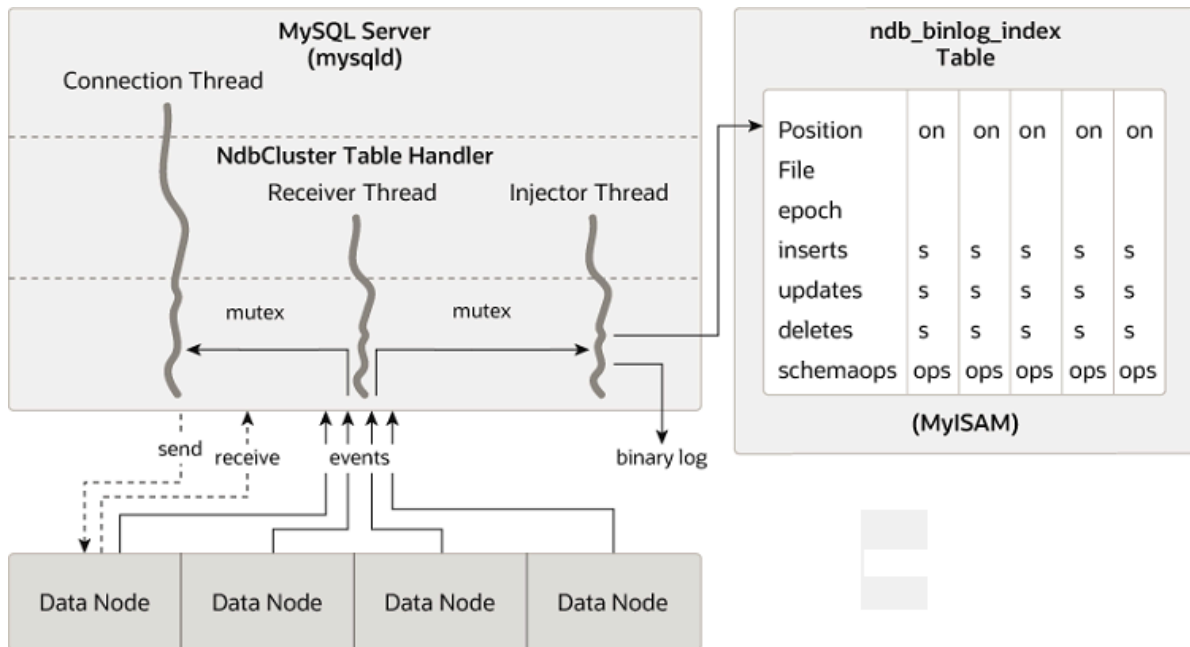 MySQL Server
(mysqld)
Connection Thread
NdbCluster Table Handler
Receiver Thread
Injector Thread
mutex
mutex
send
receive
events
binary log
Data Node
Data Node
Data Node
Data Node
ndb_binlog_index
Table
Position on on on on on
File
epoch
inserts s s s s s
updates s s s s s
deletes s s s s s
schemaops ops ops ops ops ops
(MyISAM)